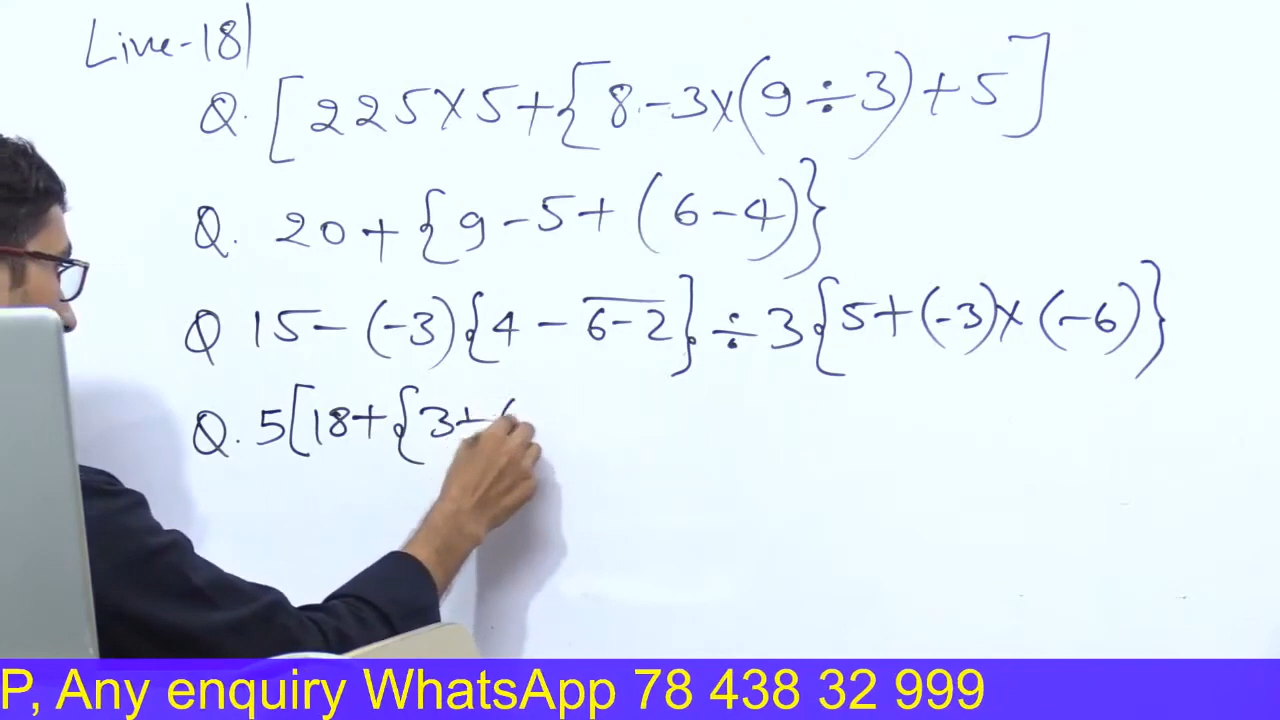 Live-18|
Q. [225×5+{8-3×(9÷3)+5]
Q. 20+{9-5+(6-4)}
Q 15-(-3){4-6̅-̅2̅}÷3{5+(-3)×(-6)}
Q. 5[18+{3+(
P, Any enquiry WhatsApp 78 438 32 999